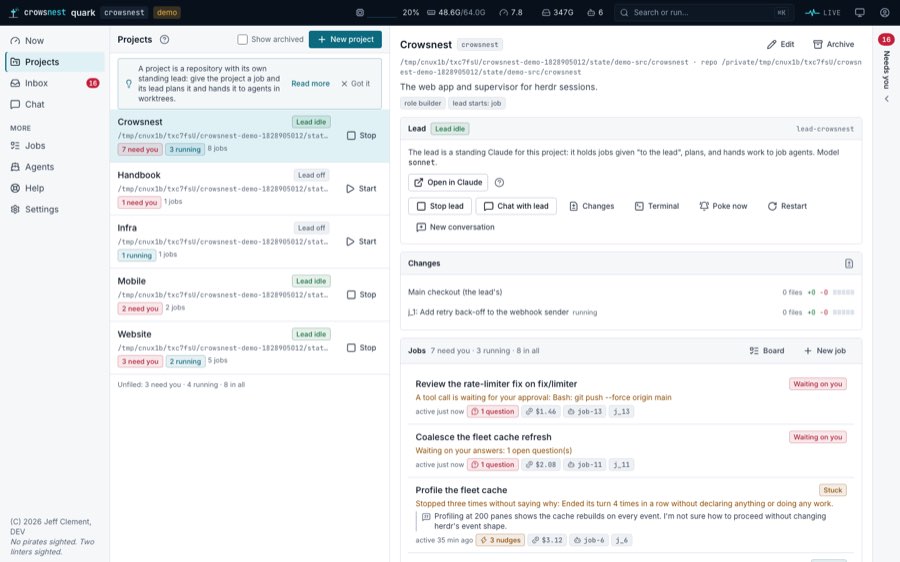 crowsnest quark crowsnest demo
20% 48.6G/64.0G 7.8 347G 6 Search or run... ⌘K LIVE
Now
Projects
Inbox 16
Chat
MORE
Jobs
Agents
Help
Settings
(C) 2026 Jeff Clement,
DEV
No pirates sighted. Two
linters sighted.
Projects Show archived New project
A project is a repository with its own
standing lead: give the project a job and
its lead plans it and hands it to agents in
worktrees.
Read more Got it
Crowsnest Lead idle
/tmp/cnux1b/txc7fsU/crowsnest-demo-1828905012/stat… Stop
7 need you 3 running 8 jobs
Handbook Lead off
/tmp/cnux1b/txc7fsU/crowsnest-demo-1828905012/stat… Start
1 need you 1 jobs
Infra Lead off
/tmp/cnux1b/txc7fsU/crowsnest-demo-1828905012/stat… Start
1 running 1 jobs
Mobile Lead idle
/tmp/cnux1b/txc7fsU/crowsnest-demo-1828905012/stat… Stop
2 need you 2 jobs
Website Lead idle
/tmp/cnux1b/txc7fsU/crowsnest-demo-1828905012/stat… Stop
3 need you 2 running 5 jobs
Unfiled: 3 need you · 4 running · 8 in all
Crowsnest crowsnest Edit Archive
/tmp/cnux1b/txc7fsU/crowsnest-demo-1828905012/state/demo-src/crowsnest · repo /private/tmp/cnux1b/txc7fsU/crowsn
est-demo-1828905012/state/demo-src/crowsnest
The web app and supervisor for herdr sessions.
role builder lead starts: job
Lead Lead idle lead-crowsnest
The lead is a standing Claude for this project: it holds jobs given "to the lead", plans, and hands work to job agents. Model
sonnet.
Open in Claude
Stop lead Chat with lead Changes Terminal Poke now Restart
New conversation
Changes
Main checkout (the lead's) 0 files +0 -0
j_1: Add retry back-off to the webhook sender running 0 files +0 -0
Jobs 7 need you · 3 running · 8 in all Board New job
Review the rate-limiter fix on fix/limiter Waiting on you
A tool call is waiting for your approval: Bash: git push --force origin main
active just now 1 question $1.46 job-13 j_13
Coalesce the fleet cache refresh Waiting on you
Waiting on your answers: 1 open question(s)
active just now 1 question $2.08 job-11 j_11
Profile the fleet cache Stuck
Stopped three times without saying why: Ended its turn 4 times in a row without declaring anything or doing any work.
Profiling at 200 panes shows the cache rebuilds on every event. I'm not sure how to proceed without changing
herdr's event shape.
active 35 min ago 3 nudges $3.12 job-6 j_6
16
Needs you